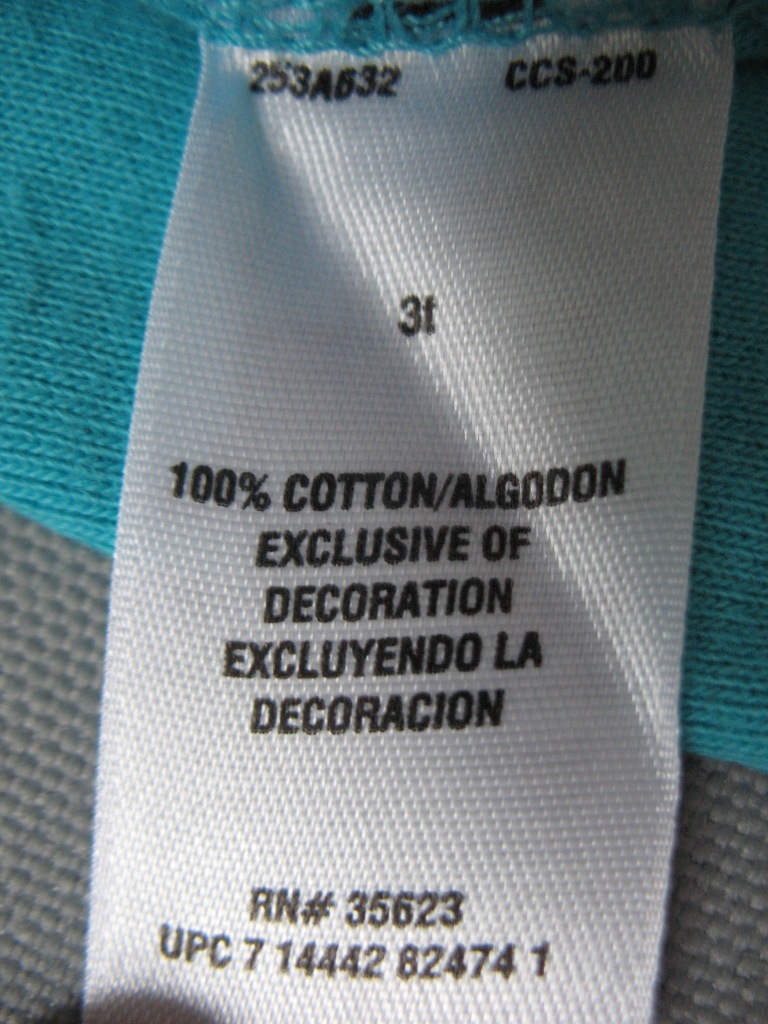 253A632 CCS-200
3t
100% COTTON/ALGODON
EXCLUSIVE OF
DECORATION
EXCLUYENDO LA
DECORACION
RN# 35623
UPC 7 14442 82474 1